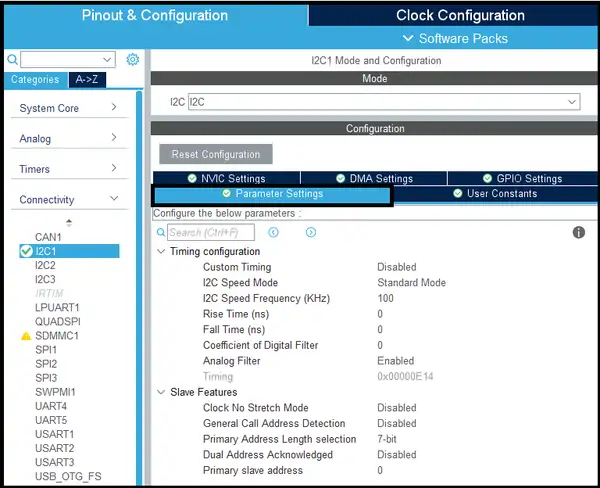 Pinout & Configuration
Clock Configuration
Software Packs
Categories
A->Z
System Core
Analog
Timers
Connectivity
CAN1
I2C1
I2C2
I2C3
IRTIM
LPUART1
QUADSPI
SDMMC1
SPI1
SPI2
SPI3
SWPMI1
UART4
UART5
USART1
USART2
USART3
USB_OTG_FS
I2C1 Mode and Configuration
Mode
I2C I2C
Configuration
Reset Configuration
NVIC Settings
DMA Settings
GPIO Settings
Parameter Settings
User Constants
Configure the below parameters :
Search (Ctrl+F)
Timing configuration
Custom Timing Disabled
I2C Speed Mode Standard Mode
I2C Speed Frequency (KHz) 100
Rise Time (ns) 0
Fall Time (ns) 0
Coefficient of Digital Filter 0
Analog Filter Enabled
Timing 0x00000E14
Slave Features
Clock No Stretch Mode Disabled
General Call Address Detection Disabled
Primary Address Length selection 7-bit
Dual Address Acknowledged Disabled
Primary slave address 0